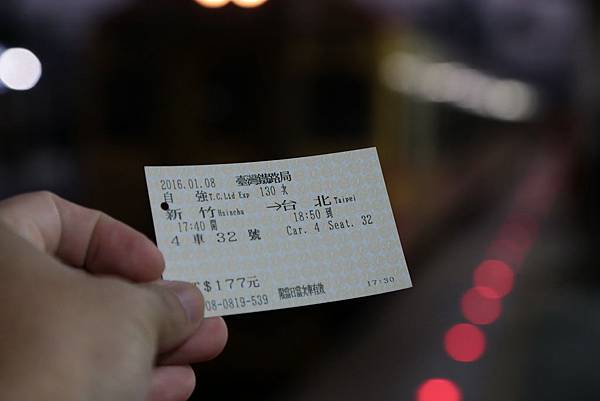 2016.01.08 臺灣鐵路局
自 強 T.C.Ltd Exp 130 次
新 竹 Hsinchu → 台 北 Taipei
17:40 開 18:50 到
4 車 32 號 Car. 4 Seat. 32
$177元
08-0819-539 限當日當次車有效 17:30